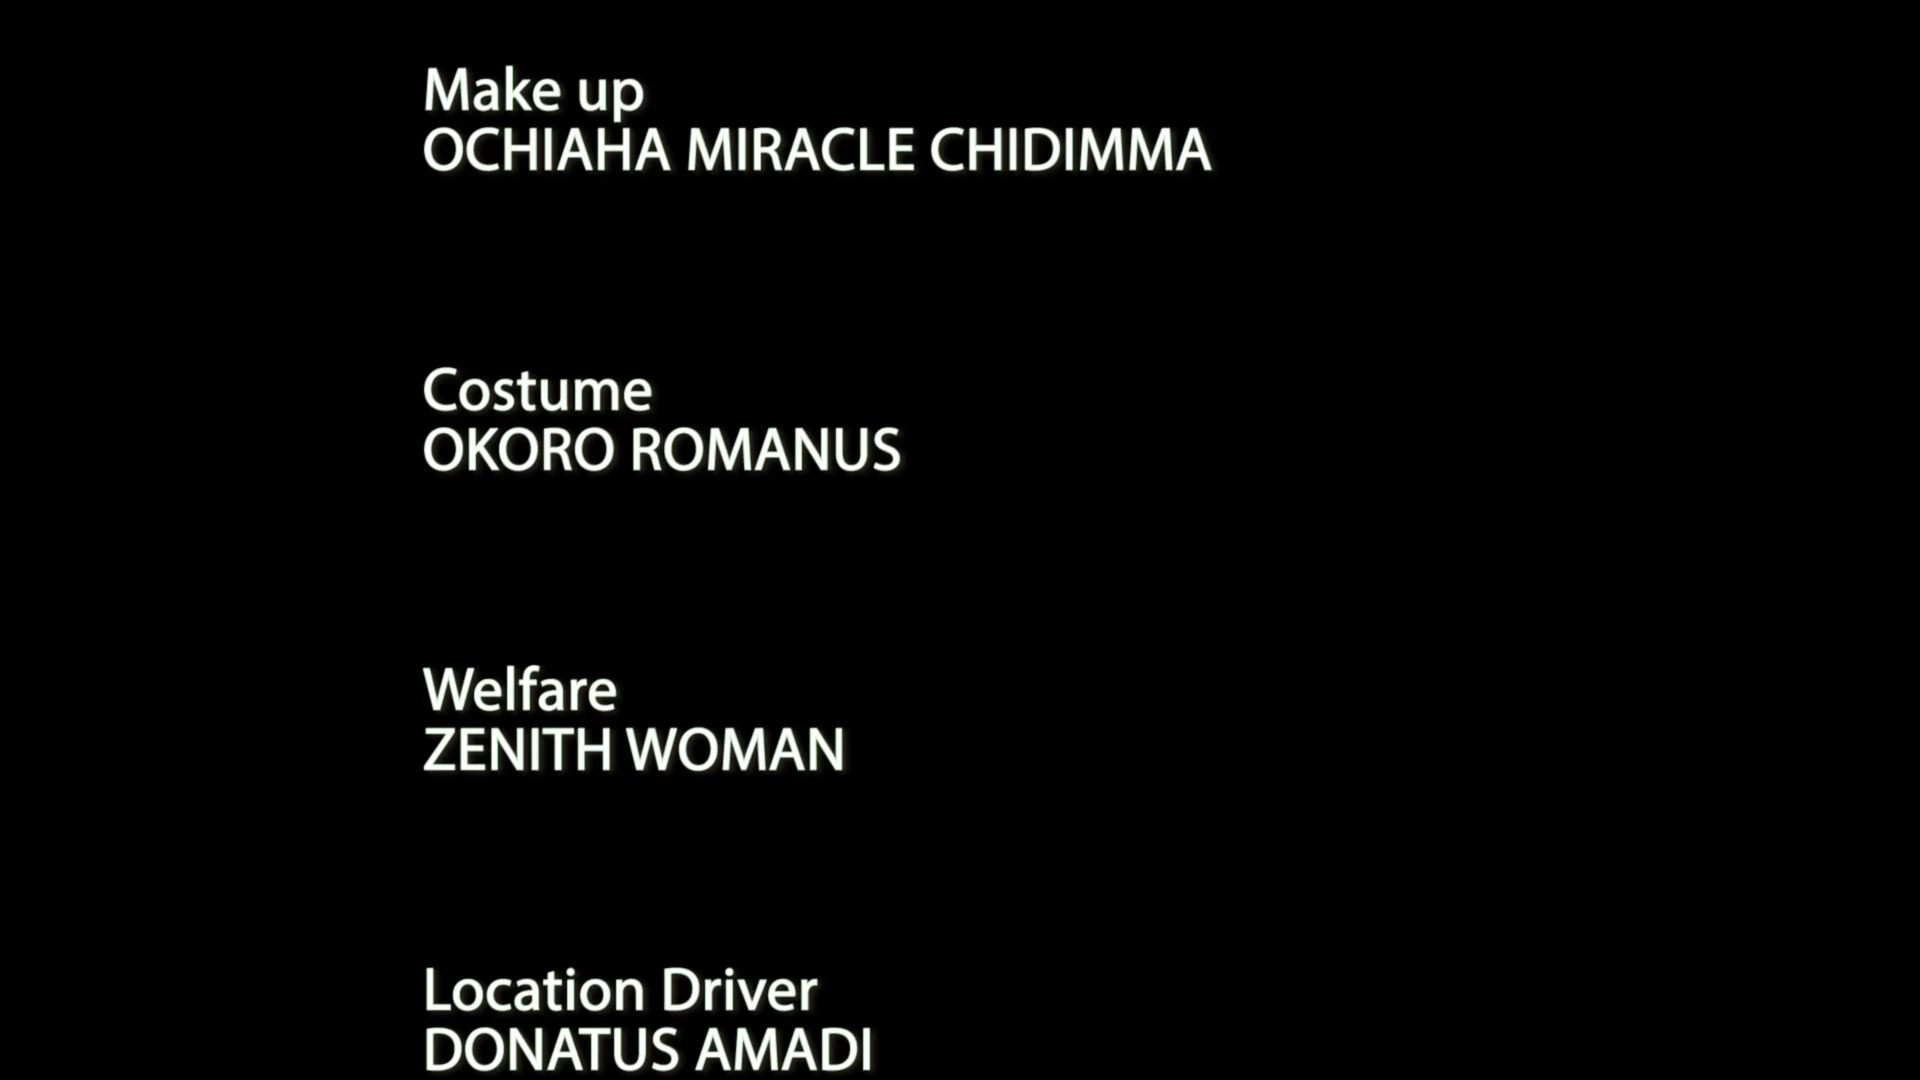 Make up
OCHIAHA MIRACLE CHIDIMMA
Costume
OKORO ROMANUS
Welfare
ZENITH WOMAN
Location Driver
DONATUS AMADI